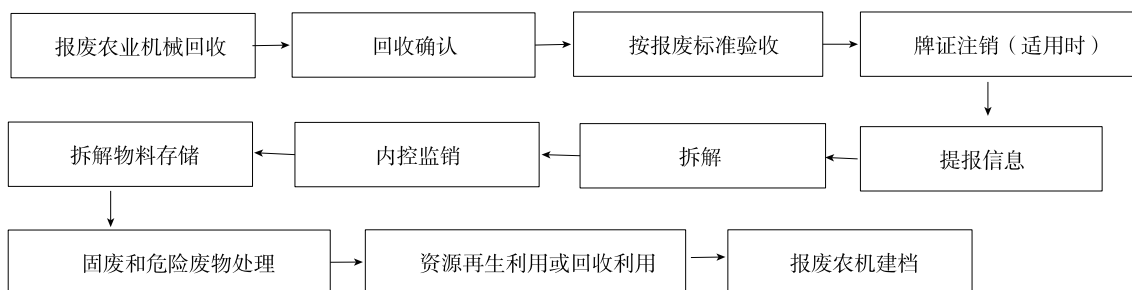 报废农业机械回收
回收确认
按报废标准验收
牌证注销（适用时）
提报信息
拆解
内控监销
拆解物料存储
固废和危险废物处理
资源再生利用或回收利用
报废农机建档